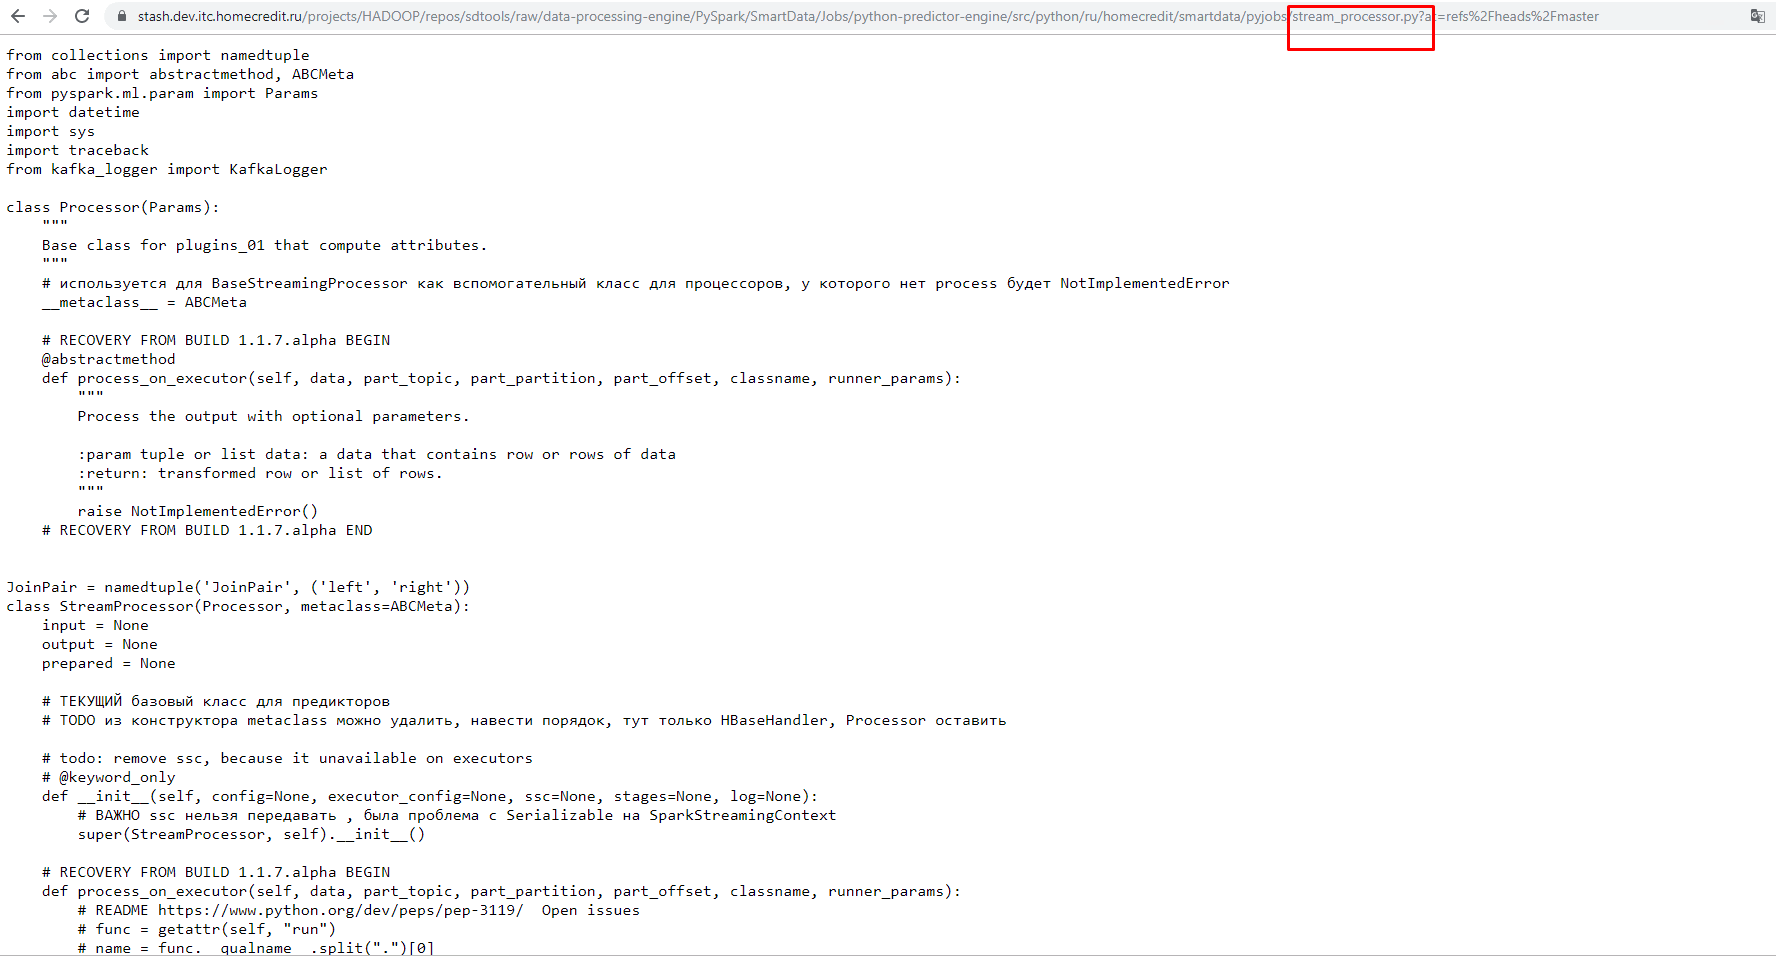 stash.dev.itc.homecredit.ru/projects/HADOOP/repos/sdtools/raw/data-processing-engine/PySpark/SmartData/Jobs/python-predictor-engine/src/python/ru/homecredit/smartdata/pyjobs/stream_processor.py?at=refs%2Fheads%2Fmaster
from collections import namedtuple
from abc import abstractmethod, ABCMeta
from pyspark.ml.param import Params
import datetime
import sys
import traceback
from kafka_logger import KafkaLogger
class Processor(Params):
"""
Base class for plugins_01 that compute attributes.
"""
# используется для BaseStreamingProcessor как вспомогательный класс для процессоров, у которого нет process будет NotImplementedError
__metaclass__ = ABCMeta
# RECOVERY FROM BUILD 1.1.7.alpha BEGIN
@abstractmethod
def process_on_executor(self, data, part_topic, part_partition, part_offset, classname, runner_params):
"""
Process the output with optional parameters.
:param tuple or list data: a data that contains row or rows of data
:return: transformed row or list of rows.
"""
raise NotImplementedError()
# RECOVERY FROM BUILD 1.1.7.alpha END
JoinPair = namedtuple('JoinPair', ('left', 'right'))
class StreamProcessor(Processor, metaclass=ABCMeta):
input = None
output = None
prepared = None
# ТЕКУЩИЙ базовый класс для предикторов
# TODO из конструктора metaclass можно удалить, навести порядок, тут только HBaseHandler, Processor оставить
# todo: remove ssc, because it unavailable on executors
# @keyword_only
def __init__(self, config=None, executor_config=None, ssc=None, stages=None, log=None):
# ВАЖНО ssc нельзя передавать , была проблема с Serializable на SparkStreamingContext
super(StreamProcessor, self).__init__()
# RECOVERY FROM BUILD 1.1.7.alpha BEGIN
def process_on_executor(self, data, part_topic, part_partition, part_offset, classname, runner_params):
# README https://www.python.org/dev/peps/pep-3119/  Open issues
# func = getattr(self, "run")
# name = func.__qualname__.split(".")[0]